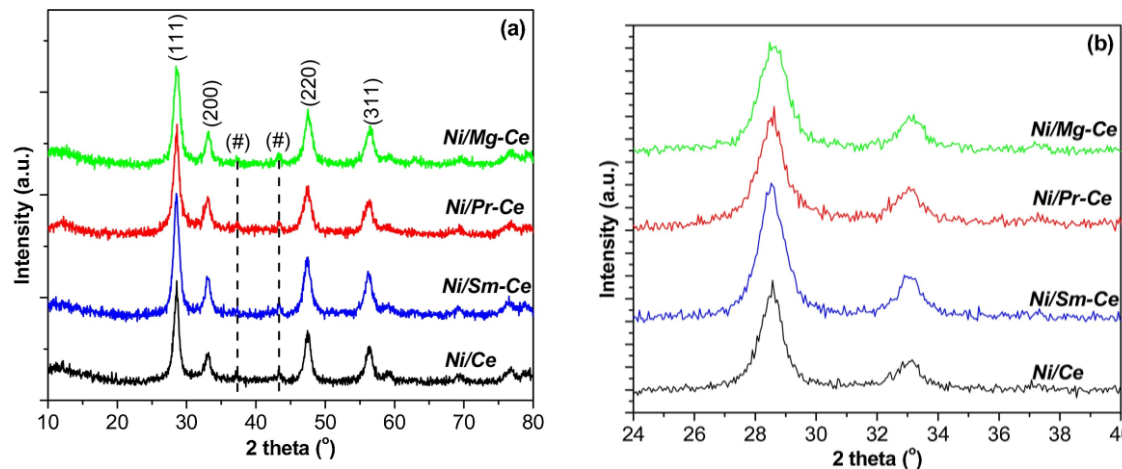 (a)
(111)
(200)
(#)
(#)
(220)
(311)
Ni/Mg-Ce
Ni/Pr-Ce
Ni/Sm-Ce
Ni/Ce
Intensity (a.u.)
10 20 30 40 50 60 70 80
2 theta (o)
(b)
Ni/Mg-Ce
Ni/Pr-Ce
Ni/Sm-Ce
Ni/Ce
Intensity (a.u.)
24 26 28 30 32 34 36 38 40
2 theta (o)